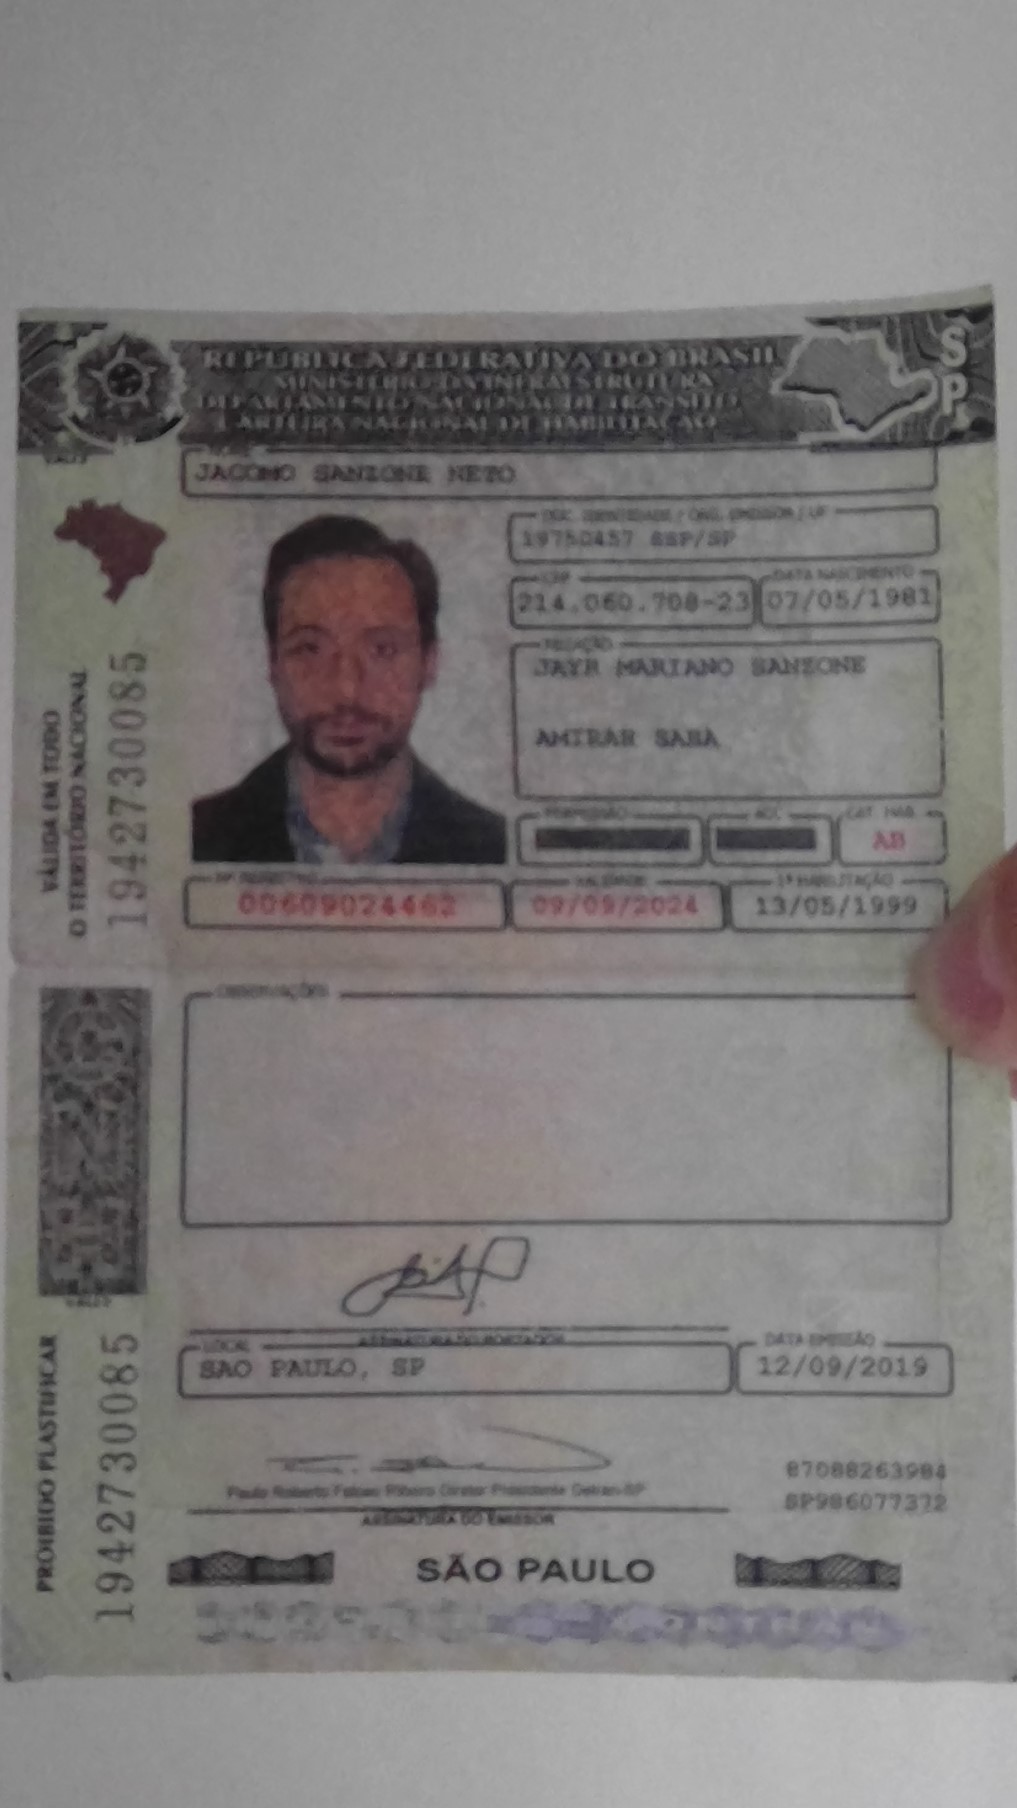 REPÚBLICA FEDERATIVA DO BRASIL
MINISTÉRIO DA INFRAESTRUTURA
DEPARTAMENTO NACIONAL DE TRÂNSITO
CARTEIRA NACIONAL DE HABILITAÇÃO
SP
NOME
JACOMO SANZONE NETO
DOC. IDENTIDADE / ORG. EMISSOR / UF
19750457 SSP/SP
CPF
DATA NASCIMENTO
214.060.708-23
07/05/1981
FILIAÇÃO
JAYR MARIANO SANZONE
AMIRAH SABA
PERMISSÃO
ACC
CAT. HAB.
AB
Nº REGISTRO
VALIDADE
1ª HABILITAÇÃO
00609024462
09/09/2024
13/05/1999
VÁLIDA EM TODO
O TERRITÓRIO NACIONAL
1942730085
OBSERVAÇÕES
ASSINATURA DO PORTADOR
LOCAL
DATA EMISSÃO
SAO PAULO, SP
12/09/2019
87088263984
SP986077372
Paulo Roberto Falcão Ribeiro Diretor Presidente Detran-SP
ASSINATURA DO EMISSOR
PROIBIDO PLASTIFICAR
1942730085
SÃO PAULO